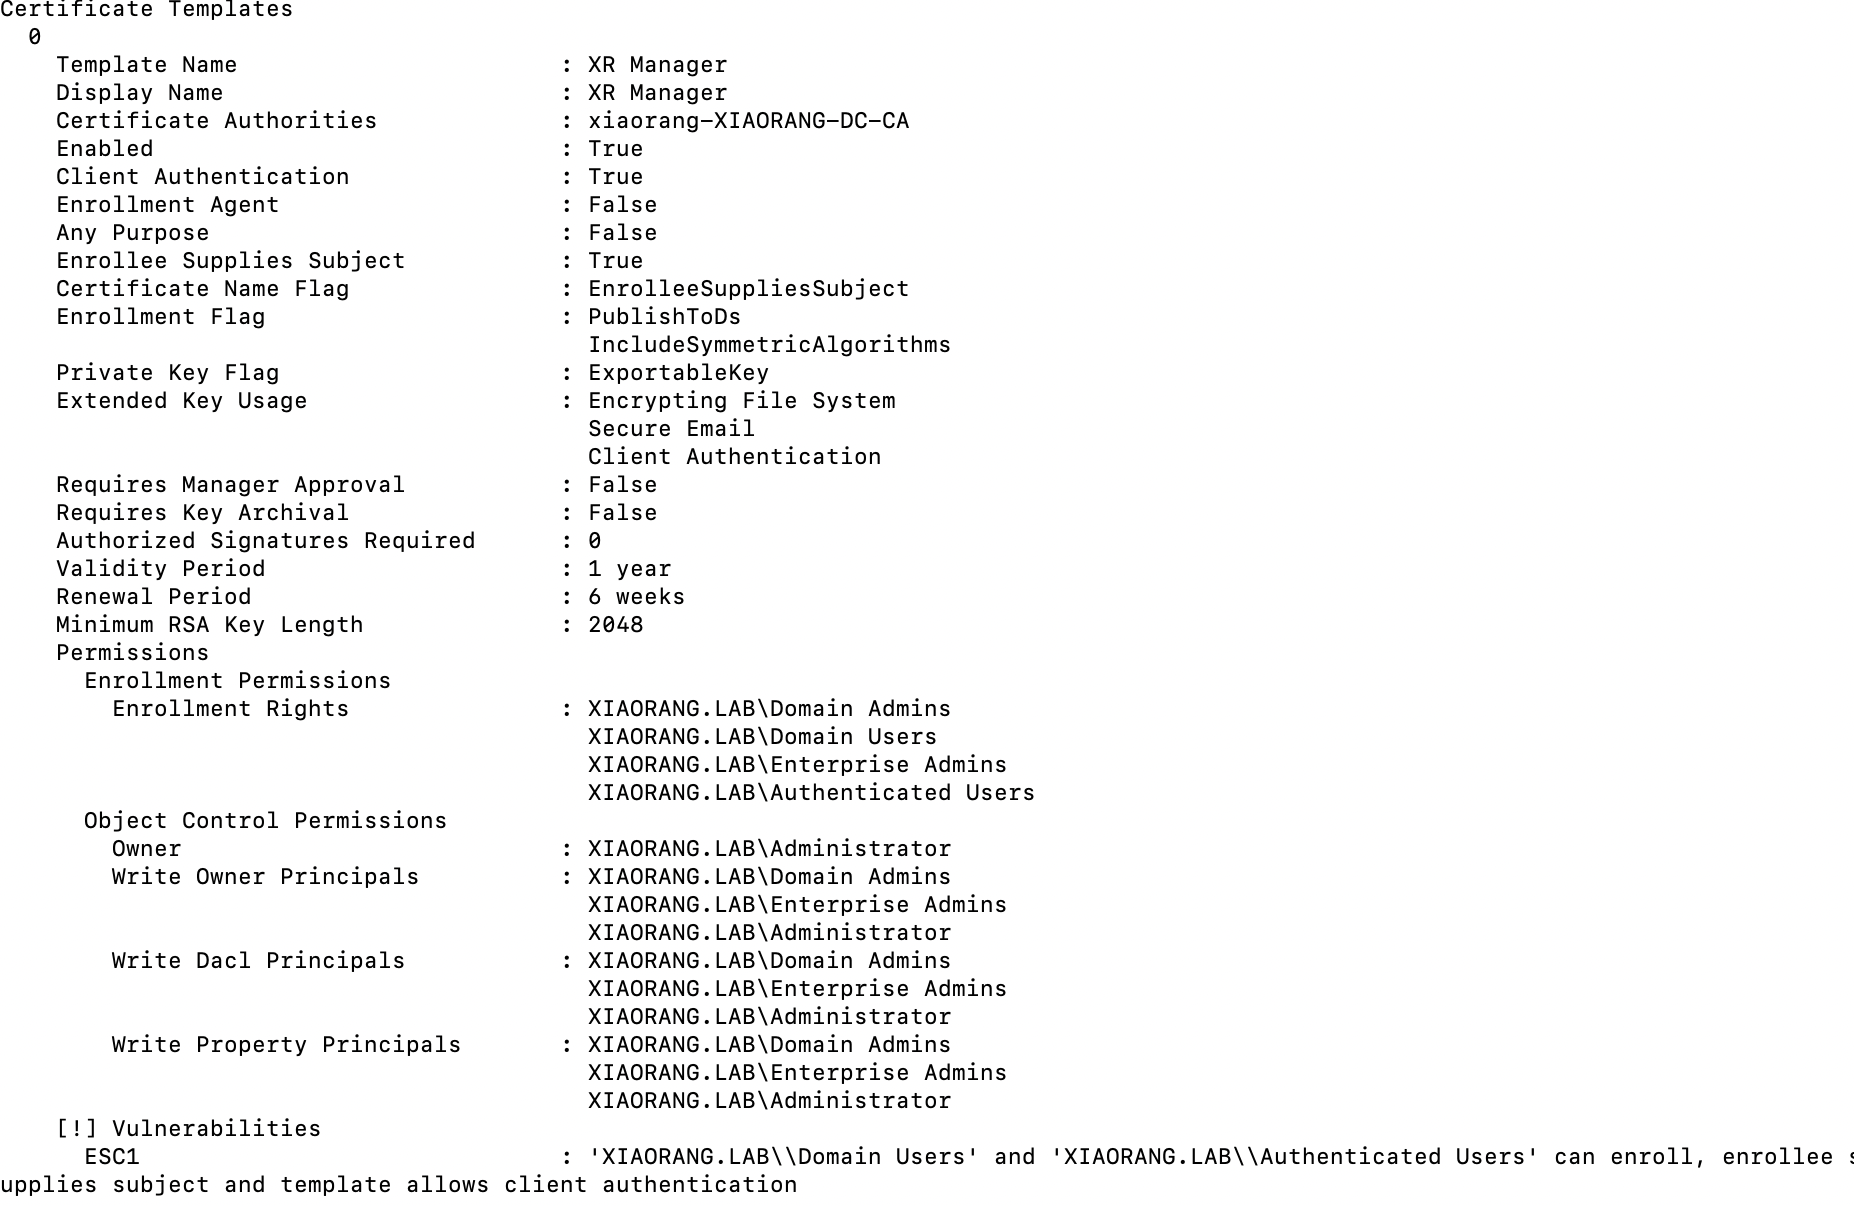 Certificate Templates
  0
    Template Name                       : XR Manager
    Display Name                        : XR Manager
    Certificate Authorities             : xiaorang-XIAORANG-DC-CA
    Enabled                             : True
    Client Authentication               : True
    Enrollment Agent                    : False
    Any Purpose                         : False
    Enrollee Supplies Subject           : True
    Certificate Name Flag               : EnrolleeSuppliesSubject
    Enrollment Flag                     : PublishToDs
                                          IncludeSymmetricAlgorithms
    Private Key Flag                    : ExportableKey
    Extended Key Usage                  : Encrypting File System
                                          Secure Email
                                          Client Authentication
    Requires Manager Approval           : False
    Requires Key Archival               : False
    Authorized Signatures Required      : 0
    Validity Period                     : 1 year
    Renewal Period                      : 6 weeks
    Minimum RSA Key Length              : 2048
    Permissions
      Enrollment Permissions
        Enrollment Rights               : XIAORANG.LAB\Domain Admins
                                          XIAORANG.LAB\Domain Users
                                          XIAORANG.LAB\Enterprise Admins
                                          XIAORANG.LAB\Authenticated Users
      Object Control Permissions
        Owner                           : XIAORANG.LAB\Administrator
        Write Owner Principals          : XIAORANG.LAB\Domain Admins
                                          XIAORANG.LAB\Enterprise Admins
                                          XIAORANG.LAB\Administrator
        Write Dacl Principals           : XIAORANG.LAB\Domain Admins
                                          XIAORANG.LAB\Enterprise Admins
                                          XIAORANG.LAB\Administrator
        Write Property Principals       : XIAORANG.LAB\Domain Admins
                                          XIAORANG.LAB\Enterprise Admins
                                          XIAORANG.LAB\Administrator
    [!] Vulnerabilities
      ESC1                              : 'XIAORANG.LAB\\Domain Users' and 'XIAORANG.LAB\\Authenticated Users' can enroll, enrollee s
upplies subject and template allows client authentication